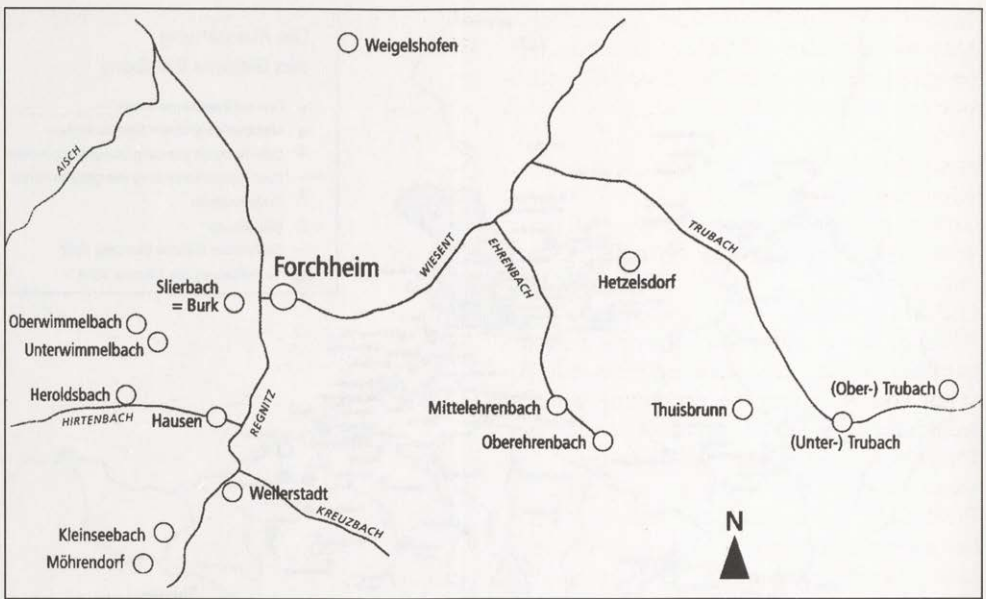 Weigelshofen
AISCH
TRUBACH
WIESENT
EHRENBACH
Forchheim
Hetzelsdorf
Slierbach
= Burk
Oberwimmelbach
Unterwimmelbach
Heroldsbach
HIRTENBACH
Hausen
REGNITZ
(Ober-) Trubach
Mittelehrenbach
Thuisbrunn
Oberehrenbach
(Unter-) Trubach
Wellerstadt
KREUZBACH
Kleinseebach
Möhrendorf
N